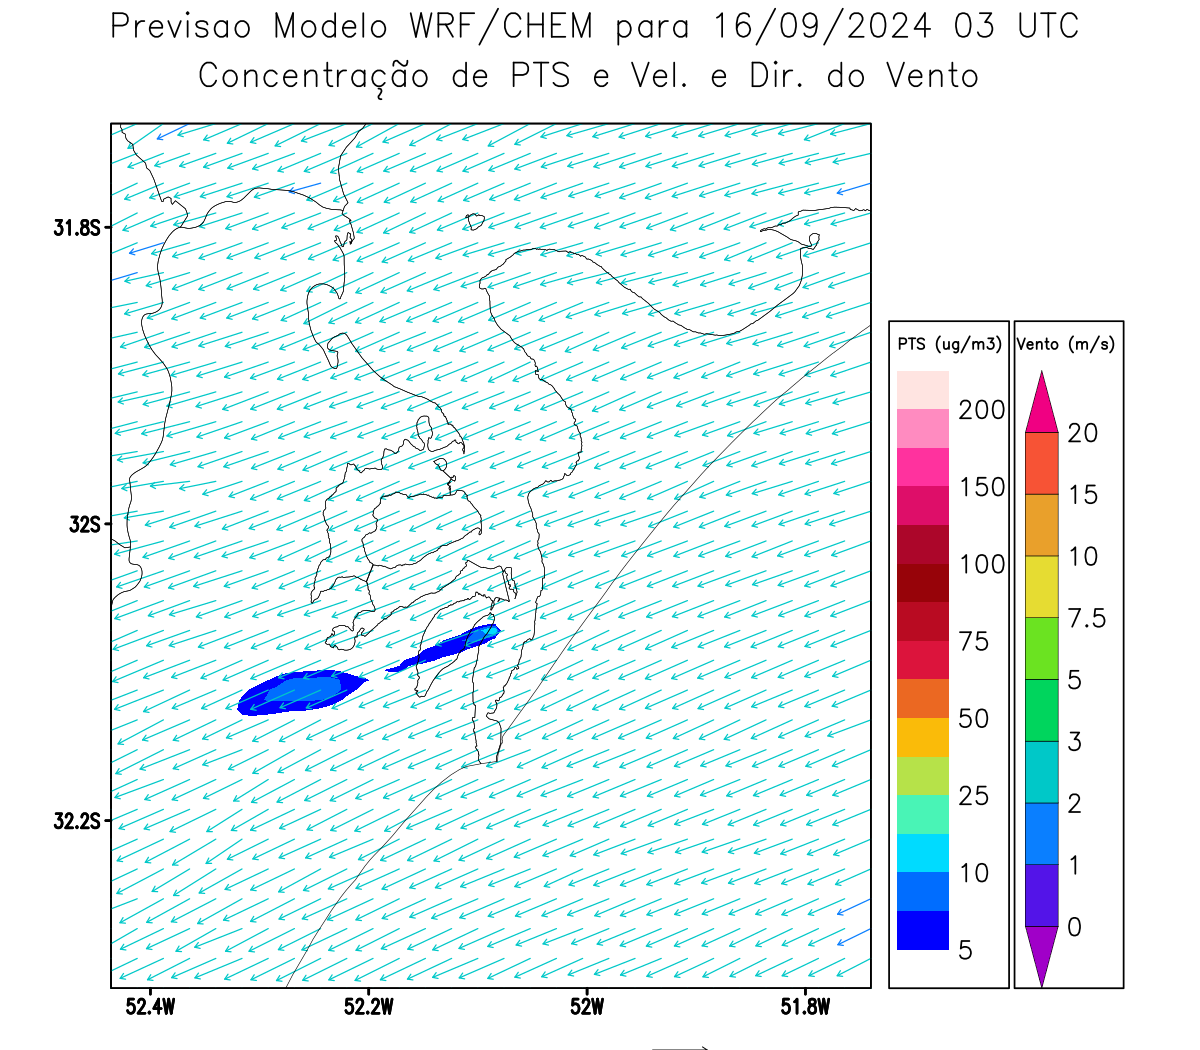 Previsao Modelo WRF/CHEM para 16/09/2024 03 UTC
Concentração de PTS e Vel. e Dir. do Vento
31.8S
32S
32.2S
52.4W
52.2W
52W
51.8W
PTS (ug/m3)
200
150
100
75
50
25
10
5
Vento (m/s)
20
15
10
7.5
5
3
2
1
0